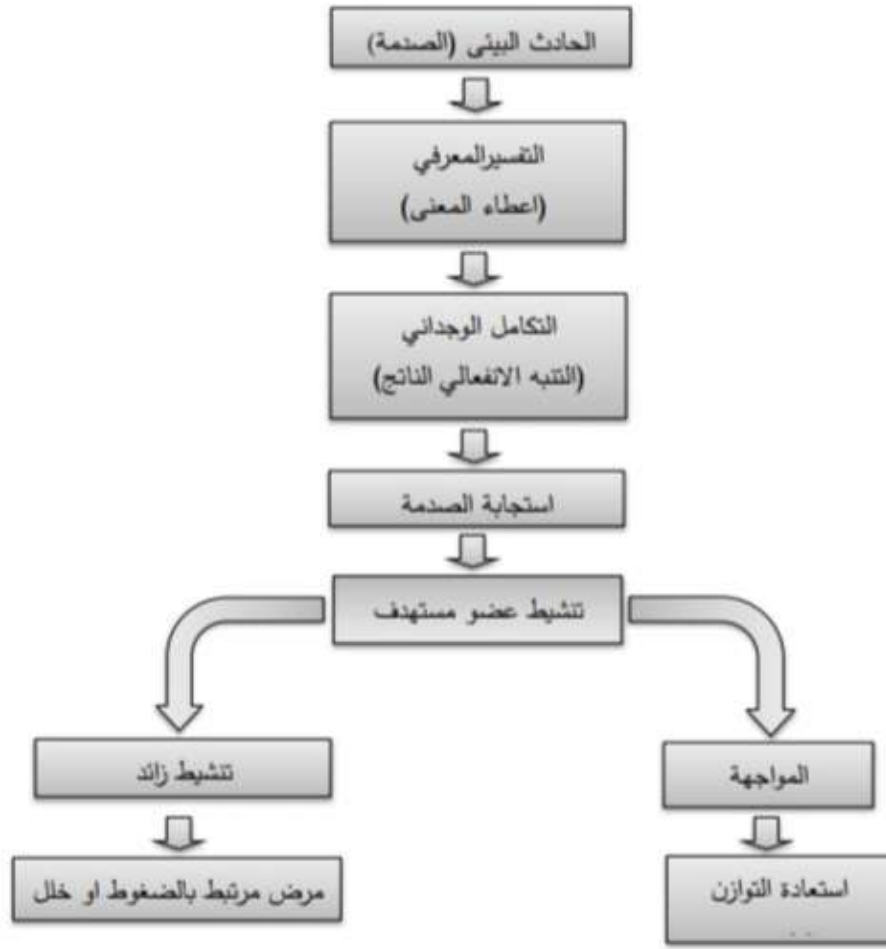 الحادث البيئى (الصدمة)
التفسيرالمعرفي
(اعطاء المعنى)
التكامل الوجداني
(التنبه الانفعالي الناتج)
استجابة الصدمة
تنشيط عضو مستهدف
تنشيط زائد
المواجهة
مرض مرتبط بالضغوط او خلل
استعادة التوازن